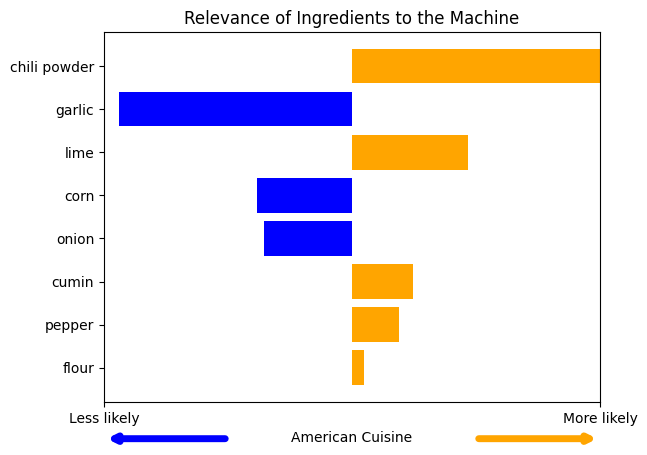 Relevance of Ingredients to the Machine
chili powder
garlic
lime
corn
onion
cumin
pepper
flour
Less likely
More likely
American Cuisine